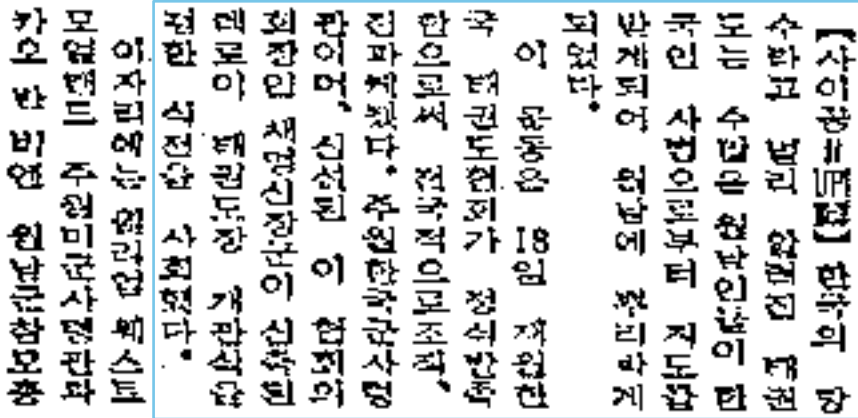 【사이공= 】 한국의 강
수라고 널리 알려진 태권
도는 수많은 월남인들이 한
국인 사범으로부터 지도를
받게되어 월남에 뿌리박게
되었다.
이 운동은 18일 재월한
국 태권도협회가 정식발족
함으로써 전국적으로조직、
전파케됐다. 주월한국군사령
관이며、 신설된 이 협회의
회장인 채명신장군이 신축된
테로이 태권도장 개관식을
겸한 식전을 사회했다.
이자리에는 윌리엄 웨스트
모얼랜드 주월미군사령관과
카오 반 비엔 월남군참모총